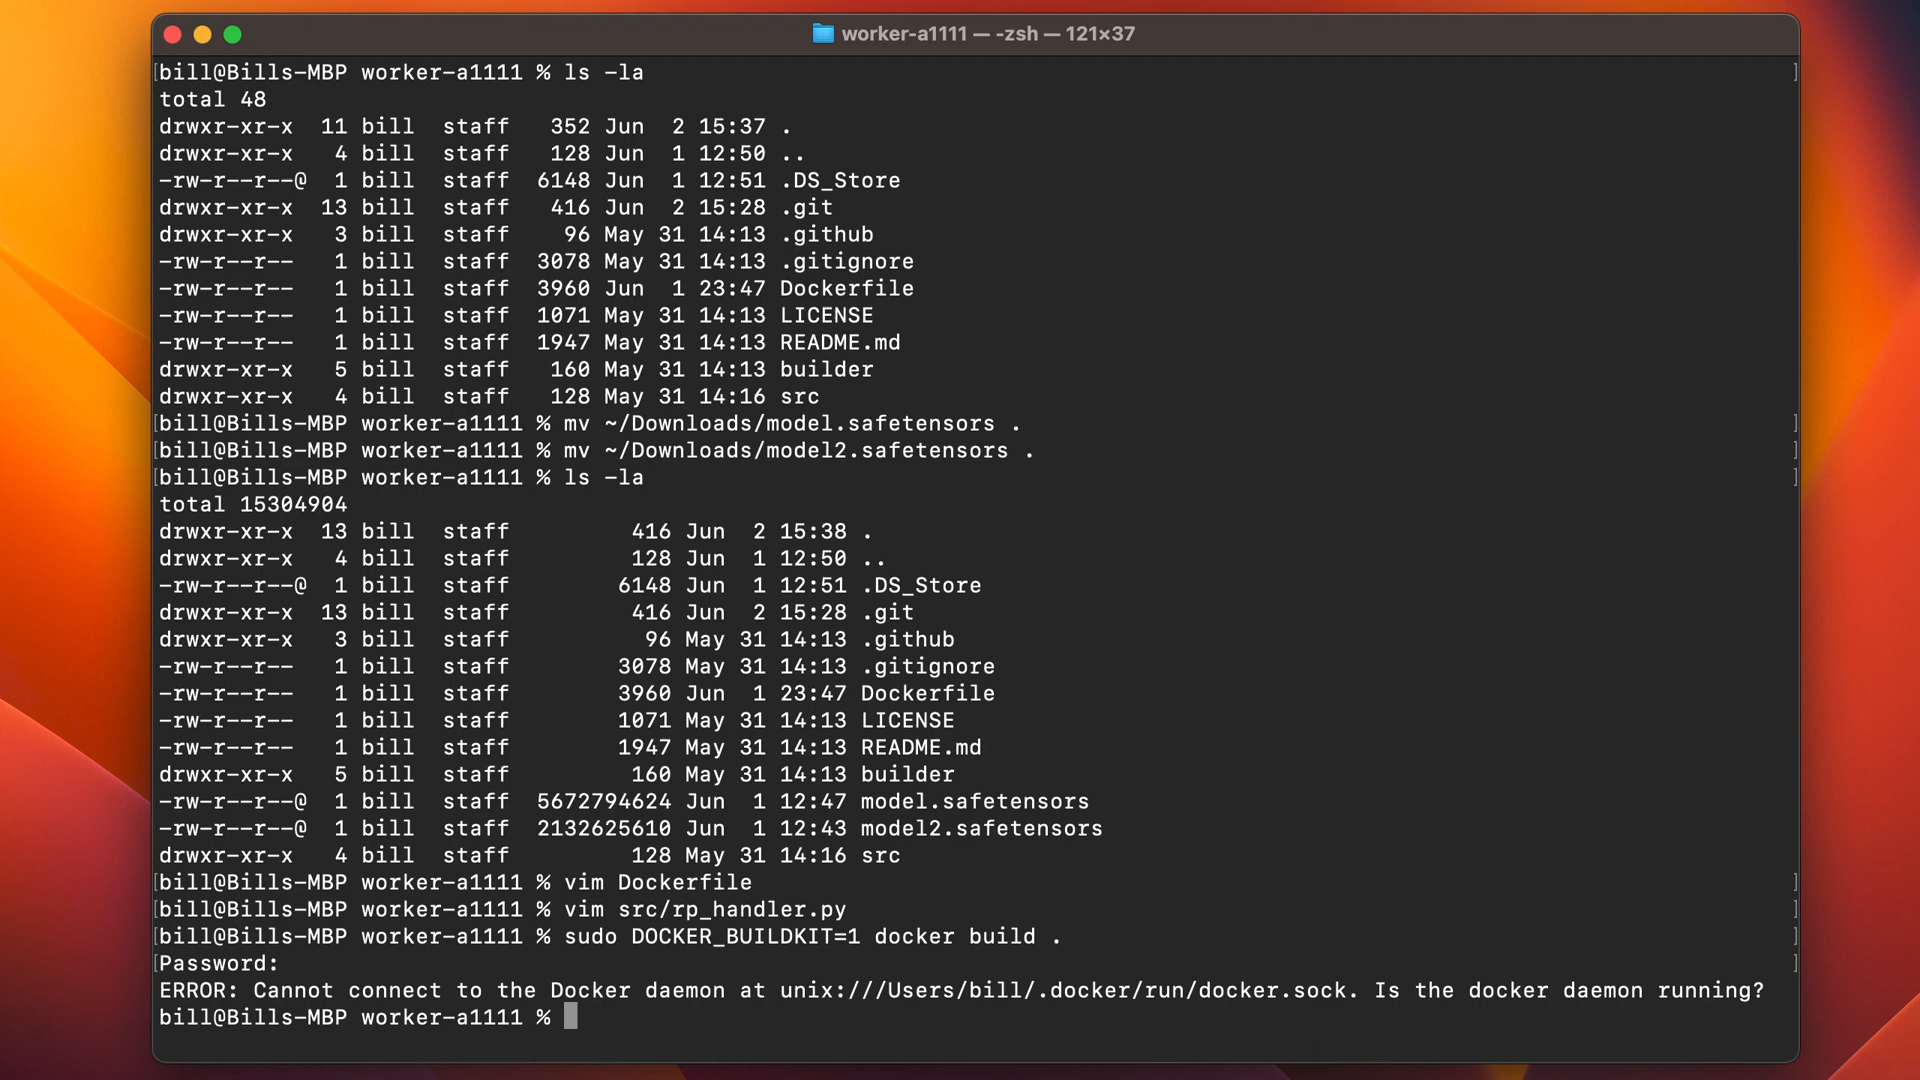 worker-a1111 — -zsh — 121×37
bill@Bills-MBP worker-a1111 % ls -la
total 48
drwxr-xr-x  11 bill  staff   352 Jun  2 15:37 .
drwxr-xr-x   4 bill  staff   128 Jun  1 12:50 ..
-rw-r--r--@  1 bill  staff  6148 Jun  1 12:51 .DS_Store
drwxr-xr-x  13 bill  staff   416 Jun  2 15:28 .git
drwxr-xr-x   3 bill  staff    96 May 31 14:13 .github
-rw-r--r--   1 bill  staff  3078 May 31 14:13 .gitignore
-rw-r--r--   1 bill  staff  3960 Jun  1 23:47 Dockerfile
-rw-r--r--   1 bill  staff  1071 May 31 14:13 LICENSE
-rw-r--r--   1 bill  staff  1947 May 31 14:13 README.md
drwxr-xr-x   5 bill  staff   160 May 31 14:13 builder
drwxr-xr-x   4 bill  staff   128 May 31 14:16 src
bill@Bills-MBP worker-a1111 % mv ~/Downloads/model.safetensors .
bill@Bills-MBP worker-a1111 % mv ~/Downloads/model2.safetensors .
bill@Bills-MBP worker-a1111 % ls -la
total 15304904
drwxr-xr-x  13 bill  staff         416 Jun  2 15:38 .
drwxr-xr-x   4 bill  staff         128 Jun  1 12:50 ..
-rw-r--r--@  1 bill  staff        6148 Jun  1 12:51 .DS_Store
drwxr-xr-x  13 bill  staff         416 Jun  2 15:28 .git
drwxr-xr-x   3 bill  staff          96 May 31 14:13 .github
-rw-r--r--   1 bill  staff        3078 May 31 14:13 .gitignore
-rw-r--r--   1 bill  staff        3960 Jun  1 23:47 Dockerfile
-rw-r--r--   1 bill  staff        1071 May 31 14:13 LICENSE
-rw-r--r--   1 bill  staff        1947 May 31 14:13 README.md
drwxr-xr-x   5 bill  staff         160 May 31 14:13 builder
-rw-r--r--@  1 bill  staff  5672794624 Jun  1 12:47 model.safetensors
-rw-r--r--@  1 bill  staff  2132625610 Jun  1 12:43 model2.safetensors
drwxr-xr-x   4 bill  staff         128 May 31 14:16 src
bill@Bills-MBP worker-a1111 % vim Dockerfile
bill@Bills-MBP worker-a1111 % vim src/rp_handler.py
bill@Bills-MBP worker-a1111 % sudo DOCKER_BUILDKIT=1 docker build .
Password:
ERROR: Cannot connect to the Docker daemon at unix:///Users/bill/.docker/run/docker.sock. Is the docker daemon running?
bill@Bills-MBP worker-a1111 %